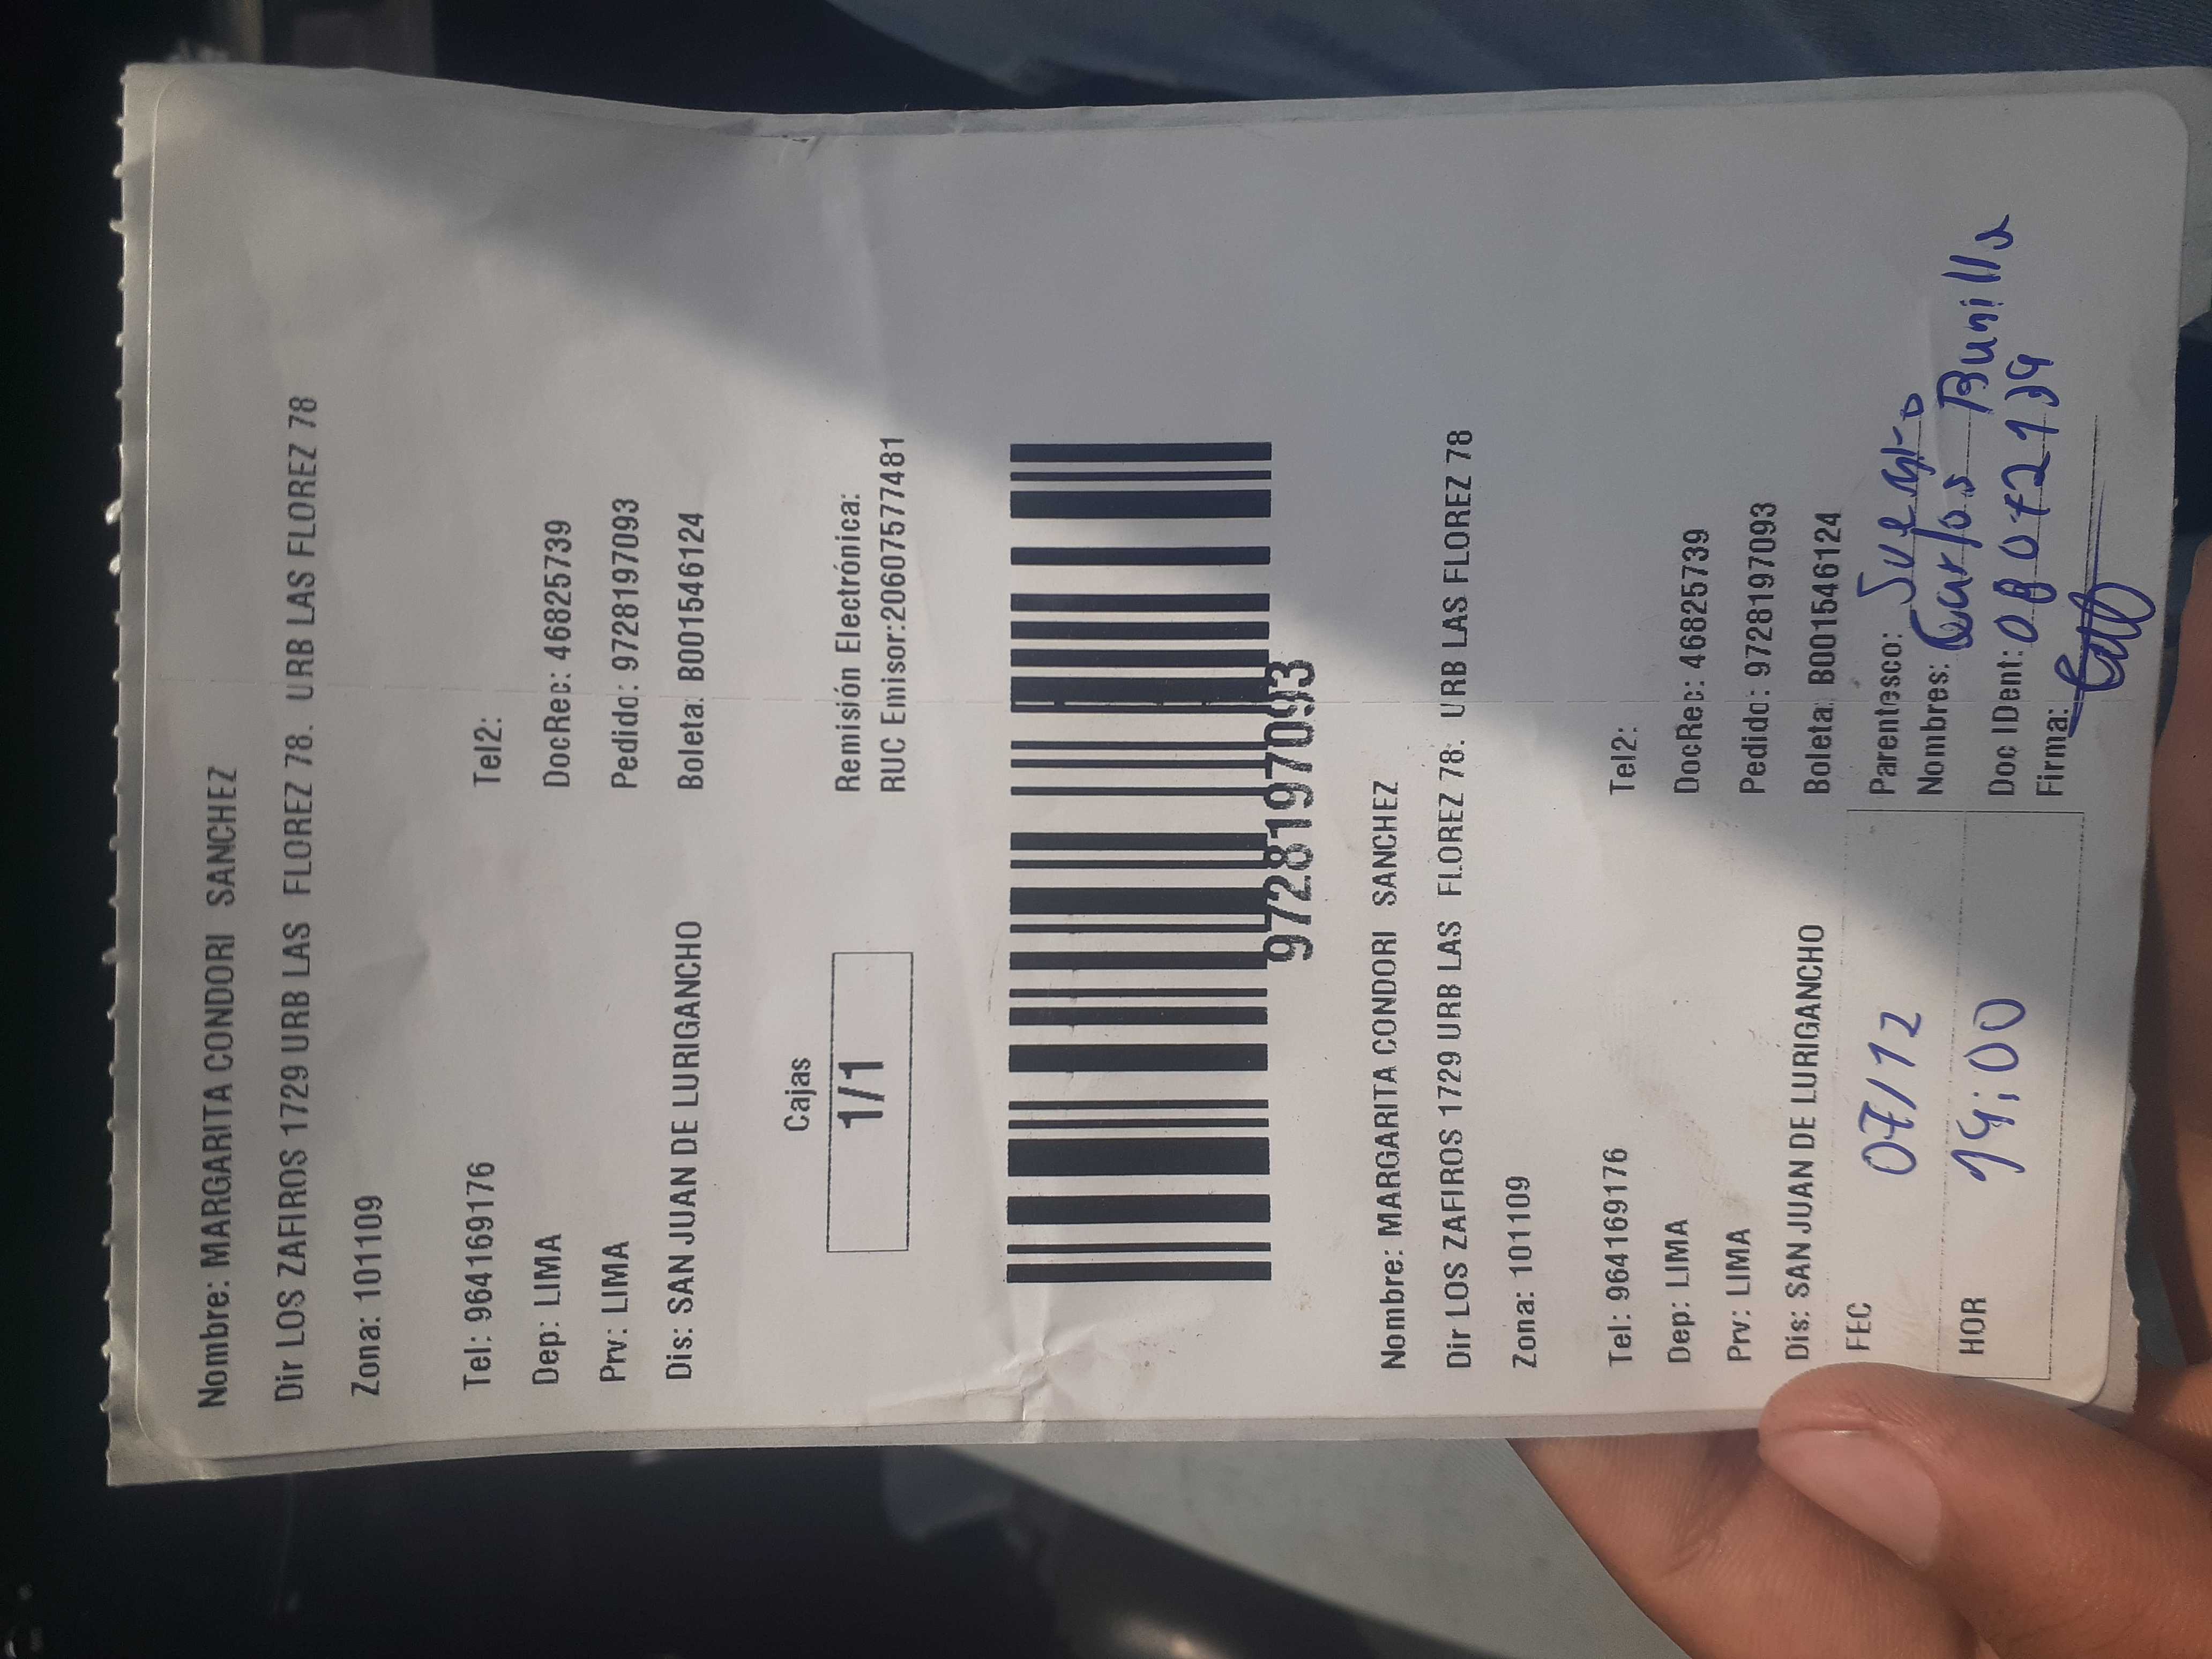 Nombre: MARGARITA CONDORI SANCHEZ
Dir LOS ZAFIROS 1729 URB LAS FLOREZ 78. URB LAS FLOREZ 78
Zona: 101109
Tel: 964169176 Tel2:
Dep: LIMA DocRec: 46825739
Prv: LIMA Pedido: 9728197093
Dis: SAN JUAN DE LURIGANCHO Boleta: B001546124
Cajas
1/1
Remisión Electrónica:
RUC Emisor:20607577481
9728197093
Nombre: MARGARITA CONDORI SANCHEZ
Dir LOS ZAFIROS 1729 URB LAS FLOREZ 78. URB LAS FLOREZ 78
Zona: 101109
Tel: 964169176 Tel2:
Dep: LIMA DocRec: 46825739
Prv: LIMA Pedido: 9728197093
Dis: SAN JUAN DE LURIGANCHO Boleta: B001546124
FEC 07/12
HOR 14:00
Parentesco: Suegro
Nombres: Carlos Bunilla
Doc IDent:
Firma: